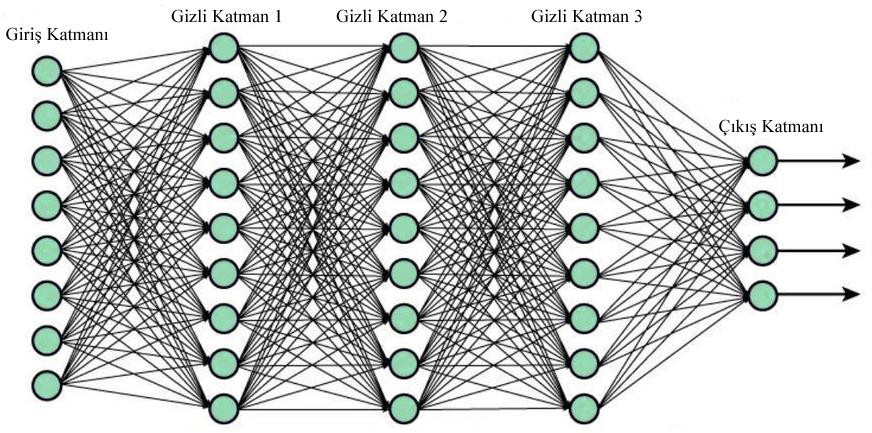 Giriş Katmanı
Gizli Katman 1
Gizli Katman 2
Gizli Katman 3
Çıkış Katmanı